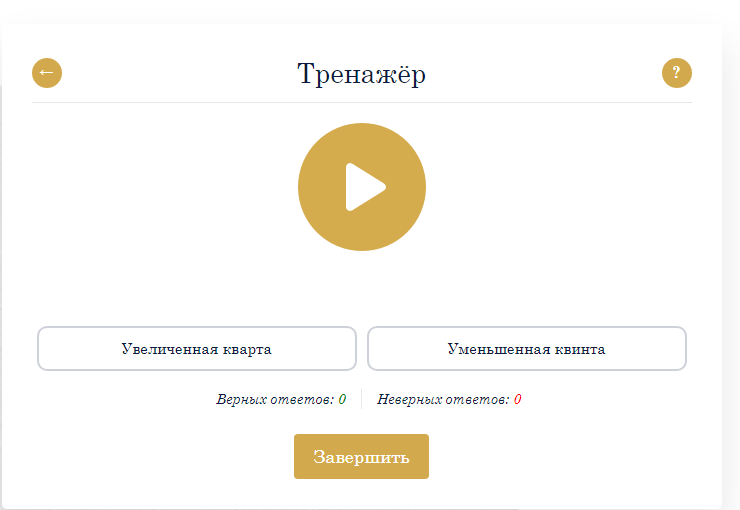 ← Тренажёр ?
Увеличенная кварта Уменьшенная квинта
Верных ответов: 0 Неверных ответов: 0
Завершить